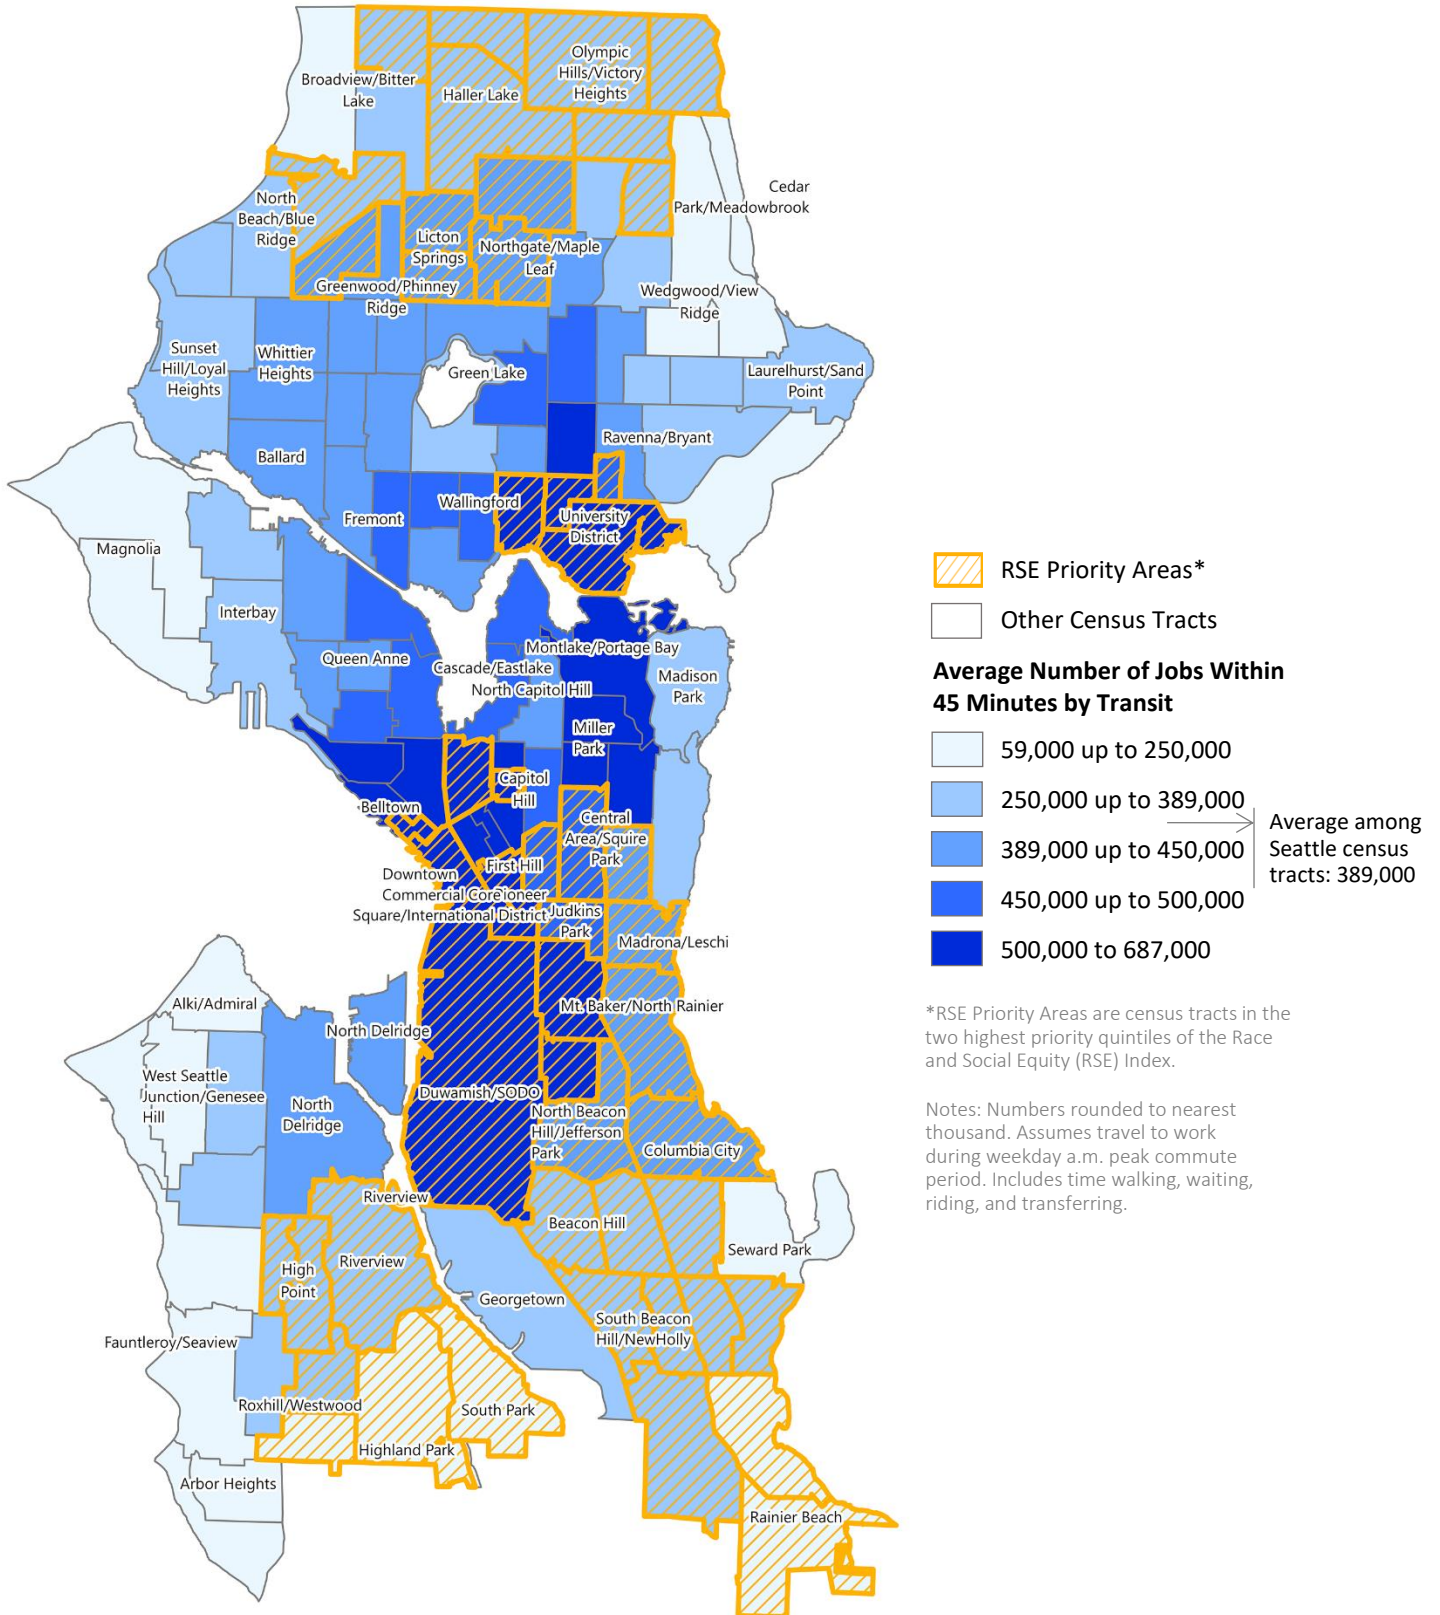 Olympic
Hills/Victory
Heights
Broadview/Bitter
Lake
Haller Lake
Cedar
Park/Meadowbrook
North
Beach/Blue
Ridge
Licton
Springs
Northgate/Maple
Leaf
Greenwood/Phinney
Ridge
Wedgwood/View
Ridge
Sunset
Hill/Loyal
Heights
Whittier
Heights
Green Lake
Laurelhurst/Sand
Point
Ravenna/Bryant
Ballard
Wallingford
Fremont
University
District
Magnolia
Interbay
Queen Anne
Montlake/Portage Bay
Cascade/Eastlake
North Capitol Hill
Madison
Park
Miller
Park
Capitol
Hill
Belltown
Central
Area/Squire
Park
First Hill
Downtown
Commercial Core
ioneer
Square/International District
Judkins
Park
Madrona/Leschi
Alki/Admiral
North Delridge
Mt. Baker/North Rainier
West Seattle
Junction/Genesee
Hill
North
Delridge
Duwamish/SODO
North Beacon
Hill/Jefferson
Park
Columbia City
Riverview
Beacon Hill
Seward Park
Riverview
High
Point
Georgetown
South Beacon
Hill/NewHolly
Fauntleroy/Seaview
Roxhill/Westwood
South Park
Highland Park
Arbor Heights
Rainier Beach
RSE Priority Areas*
Other Census Tracts
Average Number of Jobs Within
45 Minutes by Transit
59,000 up to 250,000
250,000 up to 389,000
389,000 up to 450,000
450,000 up to 500,000
500,000 to 687,000
Average among
Seattle census
tracts: 389,000
*RSE Priority Areas are census tracts in the
two highest priority quintiles of the Race
and Social Equity (RSE) Index.
Notes: Numbers rounded to nearest
thousand. Assumes travel to work
during weekday a.m. peak commute
period. Includes time walking, waiting,
riding, and transferring.